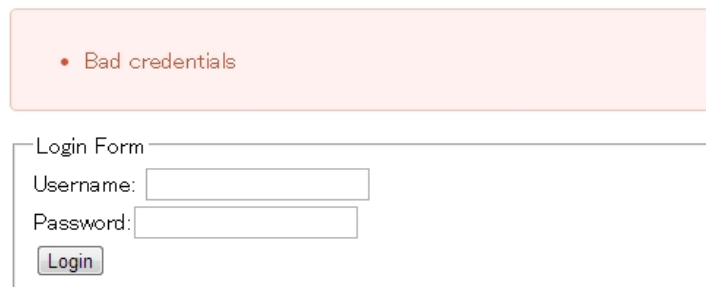 • Bad credentials
Login Form
Username:
Password:
Login